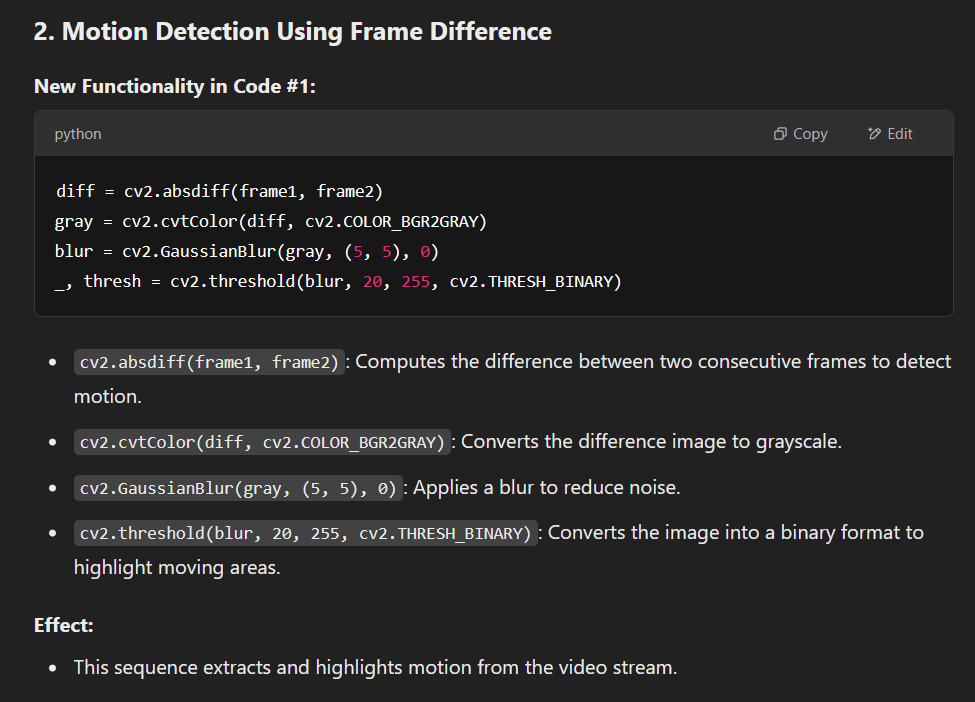 2. Motion Detection Using Frame Difference
New Functionality in Code #1:
python
Copy
Edit
diff = cv2.absdiff(frame1, frame2)
gray = cv2.cvtColor(diff, cv2.COLOR_BGR2GRAY)
blur = cv2.GaussianBlur(gray, (5, 5), 0)
_, thresh = cv2.threshold(blur, 20, 255, cv2.THRESH_BINARY)
• cv2.absdiff(frame1, frame2): Computes the difference between two consecutive frames to detect
motion.
• cv2.cvtColor(diff, cv2.COLOR_BGR2GRAY): Converts the difference image to grayscale.
• cv2.GaussianBlur(gray, (5, 5), 0): Applies a blur to reduce noise.
• cv2.threshold(blur, 20, 255, cv2.THRESH_BINARY): Converts the image into a binary format to
highlight moving areas.
Effect:
• This sequence extracts and highlights motion from the video stream.